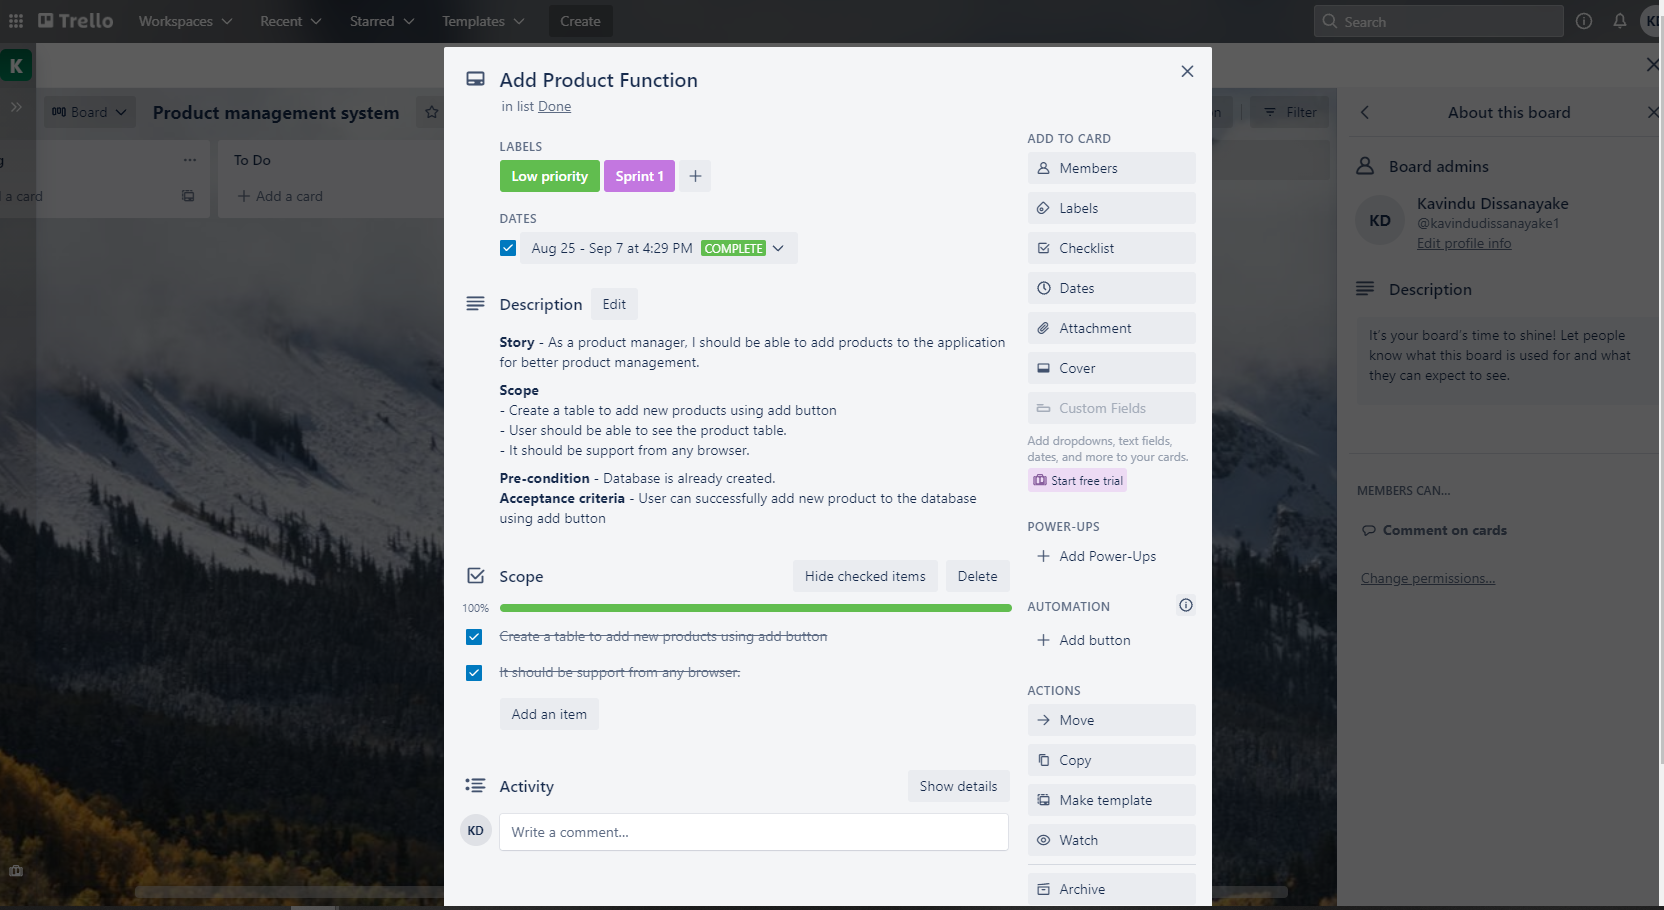 Trello
Workspaces
Recent
Starred
Templates
Create
Search
K
Board
Product management system
Filter
To Do
Add a card
a card
Add Product Function
in list Done
LABELS
Low priority
Sprint 1
DATES
Aug 25 - Sep 7 at 4:29 PM COMPLETE
Description
Edit
Story - As a product manager, I should be able to add products to the application
for better product management.
Scope
- Create a table to add new products using add button
- User should be able to see the product table.
- It should be support from any browser.
Pre-condition - Database is already created.
Acceptance criteria - User can successfully add new product to the database
using add button
Scope
Hide checked items
Delete
100%
Create a table to add new products using add button
It should be support from any browser.
Add an item
Activity
Show details
KD
Write a comment...
ADD TO CARD
Members
Labels
Checklist
Dates
Attachment
Cover
Custom Fields
Add dropdowns, text fields,
dates, and more to your cards.
Start free trial
POWER-UPS
Add Power-Ups
AUTOMATION
Add button
ACTIONS
Move
Copy
Make template
Watch
Archive
About this board
Board admins
KD
Kavindu Dissanayake
@kavindudissanayake1
Edit profile info
Description
It's your board's time to shine! Let people
know what this board is used for and what
they can expect to see.
MEMBERS CAN...
Comment on cards
Change permissions...